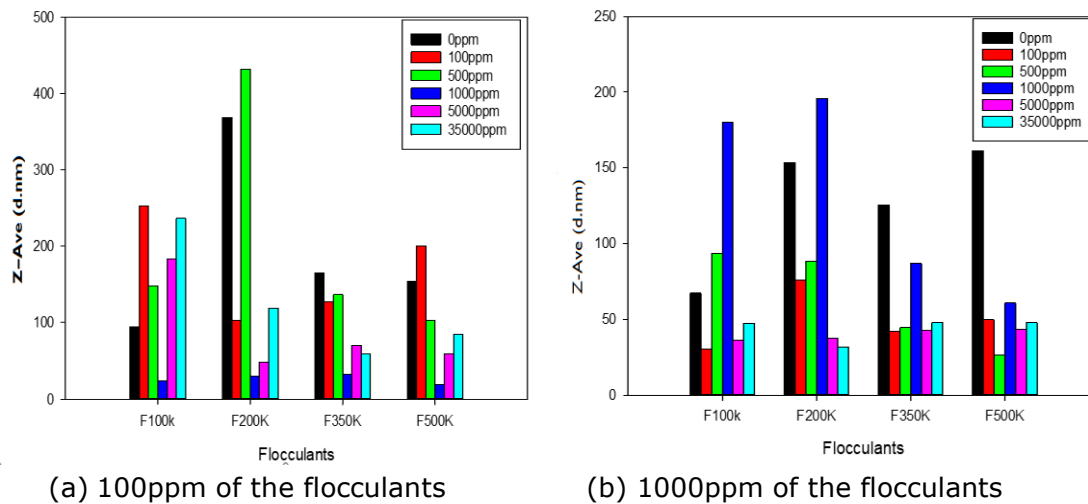 500
400
300
200
100
0
Z-Ave (d.nm)
0ppm
100ppm
500ppm
1000ppm
5000ppm
35000ppm
F100k F200K F350K F500K
Flocculants
(a) 100ppm of the flocculants
250
200
150
100
50
0
Z-Ave (d.nm)
0ppm
100ppm
500ppm
1000ppm
5000ppm
35000ppm
F100k F200K F350K F500K
Flocculants
(b) 1000ppm of the flocculants